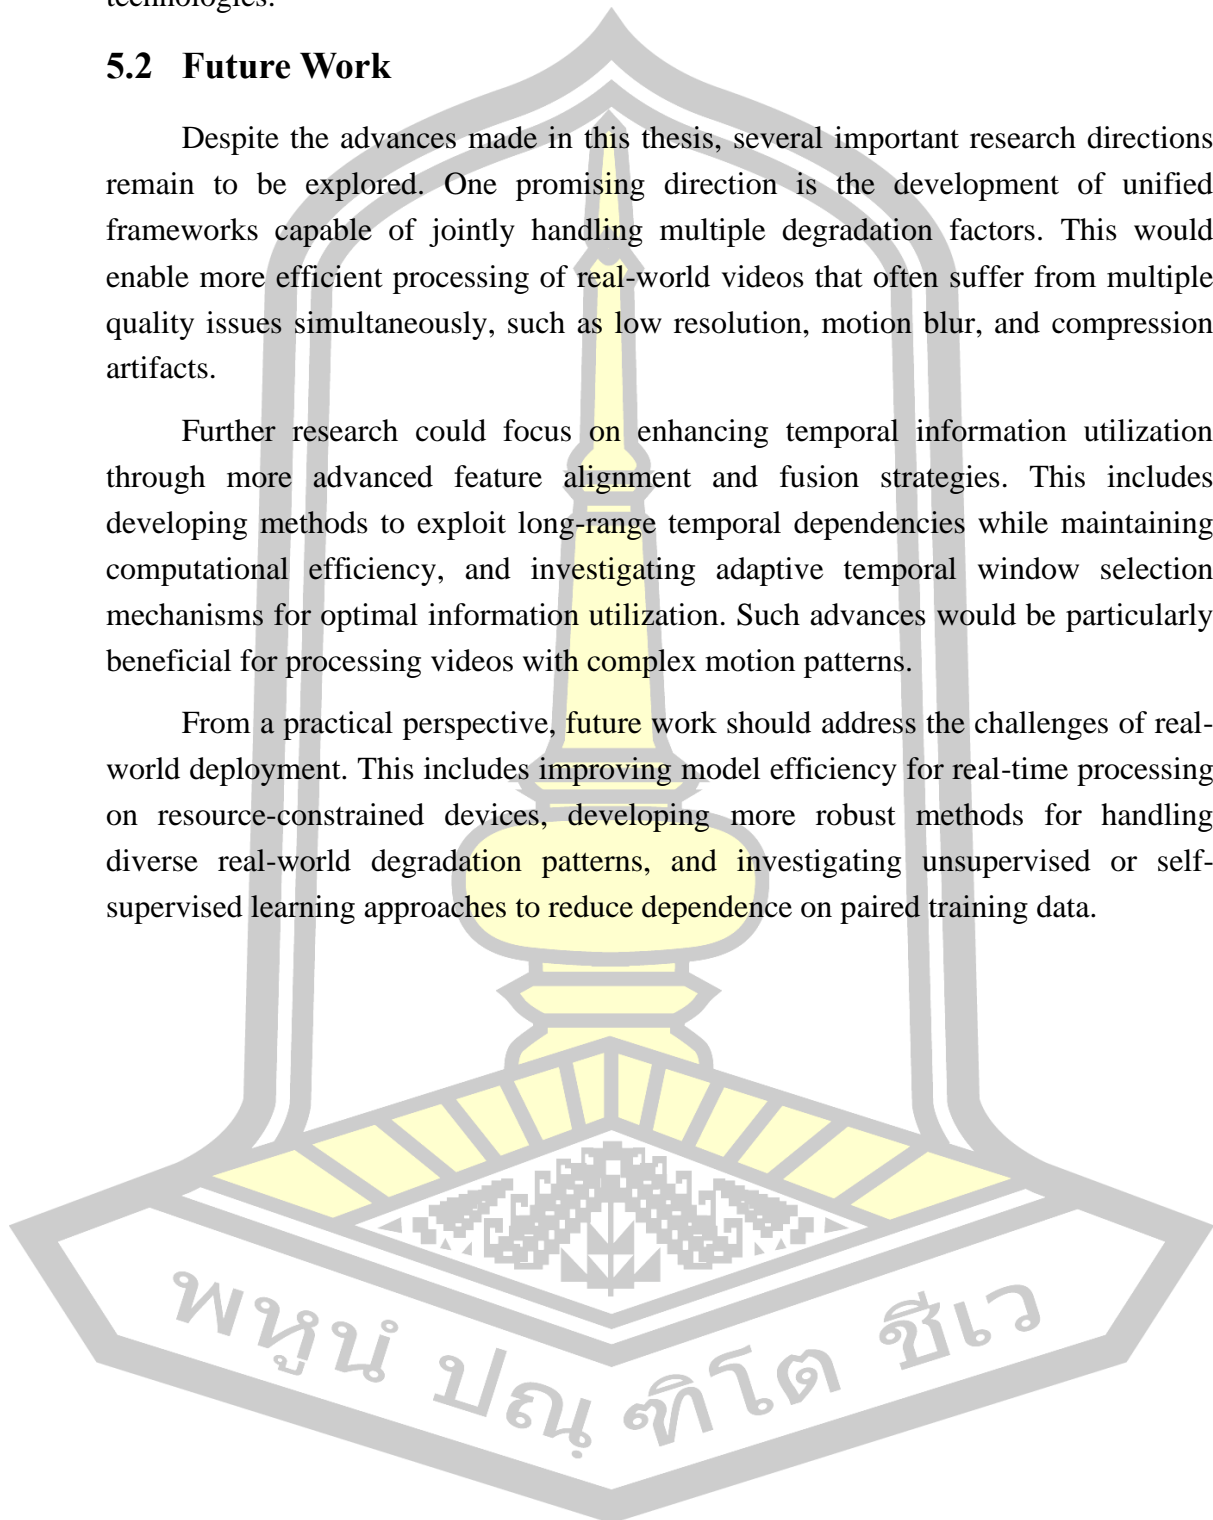 technologies.
5.2 Future Work
Despite the advances made in this thesis, several important research directions
remain to be explored. One promising direction is the development of unified
frameworks capable of jointly handling multiple degradation factors. This would
enable more efficient processing of real-world videos that often suffer from multiple
quality issues simultaneously, such as low resolution, motion blur, and compression
artifacts.
Further research could focus on enhancing temporal information utilization
through more advanced feature alignment and fusion strategies. This includes
developing methods to exploit long-range temporal dependencies while maintaining
computational efficiency, and investigating adaptive temporal window selection
mechanisms for optimal information utilization. Such advances would be particularly
beneficial for processing videos with complex motion patterns.
From a practical perspective, future work should address the challenges of real-
world deployment. This includes improving model efficiency for real-time processing
on resource-constrained devices, developing more robust methods for handling
diverse real-world degradation patterns, and investigating unsupervised or self-
supervised learning approaches to reduce dependence on paired training data.
พหูนํ ปณฺฑิโต ชีเว